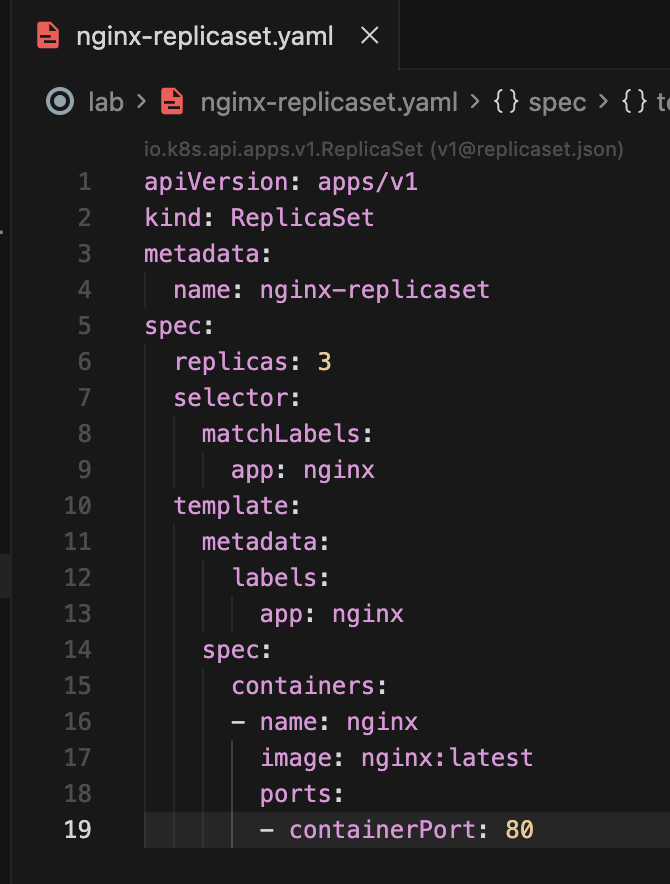 nginx-replicaset.yaml ×
lab > nginx-replicaset.yaml > {} spec > {} te
io.k8s.api.apps.v1.ReplicaSet (v1@replicaset.json)
1 apiVersion: apps/v1
2 kind: ReplicaSet
3 metadata:
4   name: nginx-replicaset
5 spec:
6   replicas: 3
7   selector:
8     matchLabels:
9       app: nginx
10   template:
11     metadata:
12       labels:
13         app: nginx
14     spec:
15       containers:
16       - name: nginx
17         image: nginx:latest
18         ports:
19         - containerPort: 80